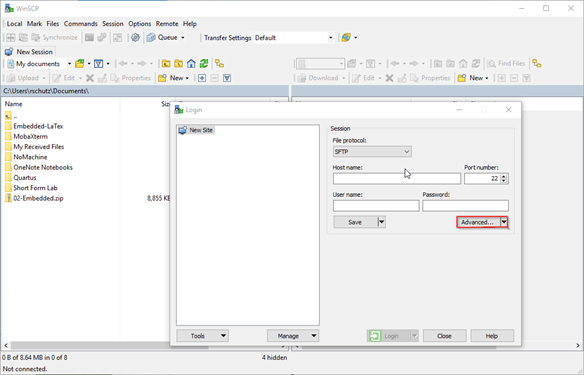 WinSCP
Local Mark Files Commands Session Options Remote Help
Synchronize Queue Transfer Settings Default
New Session
My documents Find Files
Upload Edit Properties New Download Edit Properties New
C:\Users\rschutz\Documents\
Name
..
Embedded-LaTex
MobaXterm
My Received Files
NoMachine
OneNote Notebooks
Quartus
Short Form Lab
02-Embedded.zip 8,855 KB
Login
New Site
Session
File protocol:
SFTP
Host name: Port number:
22
User name: Password:
Save Advanced...
Tools Manage Login Close Help
0 B of 8.64 MB in 0 of 8 4 hidden
Not connected.